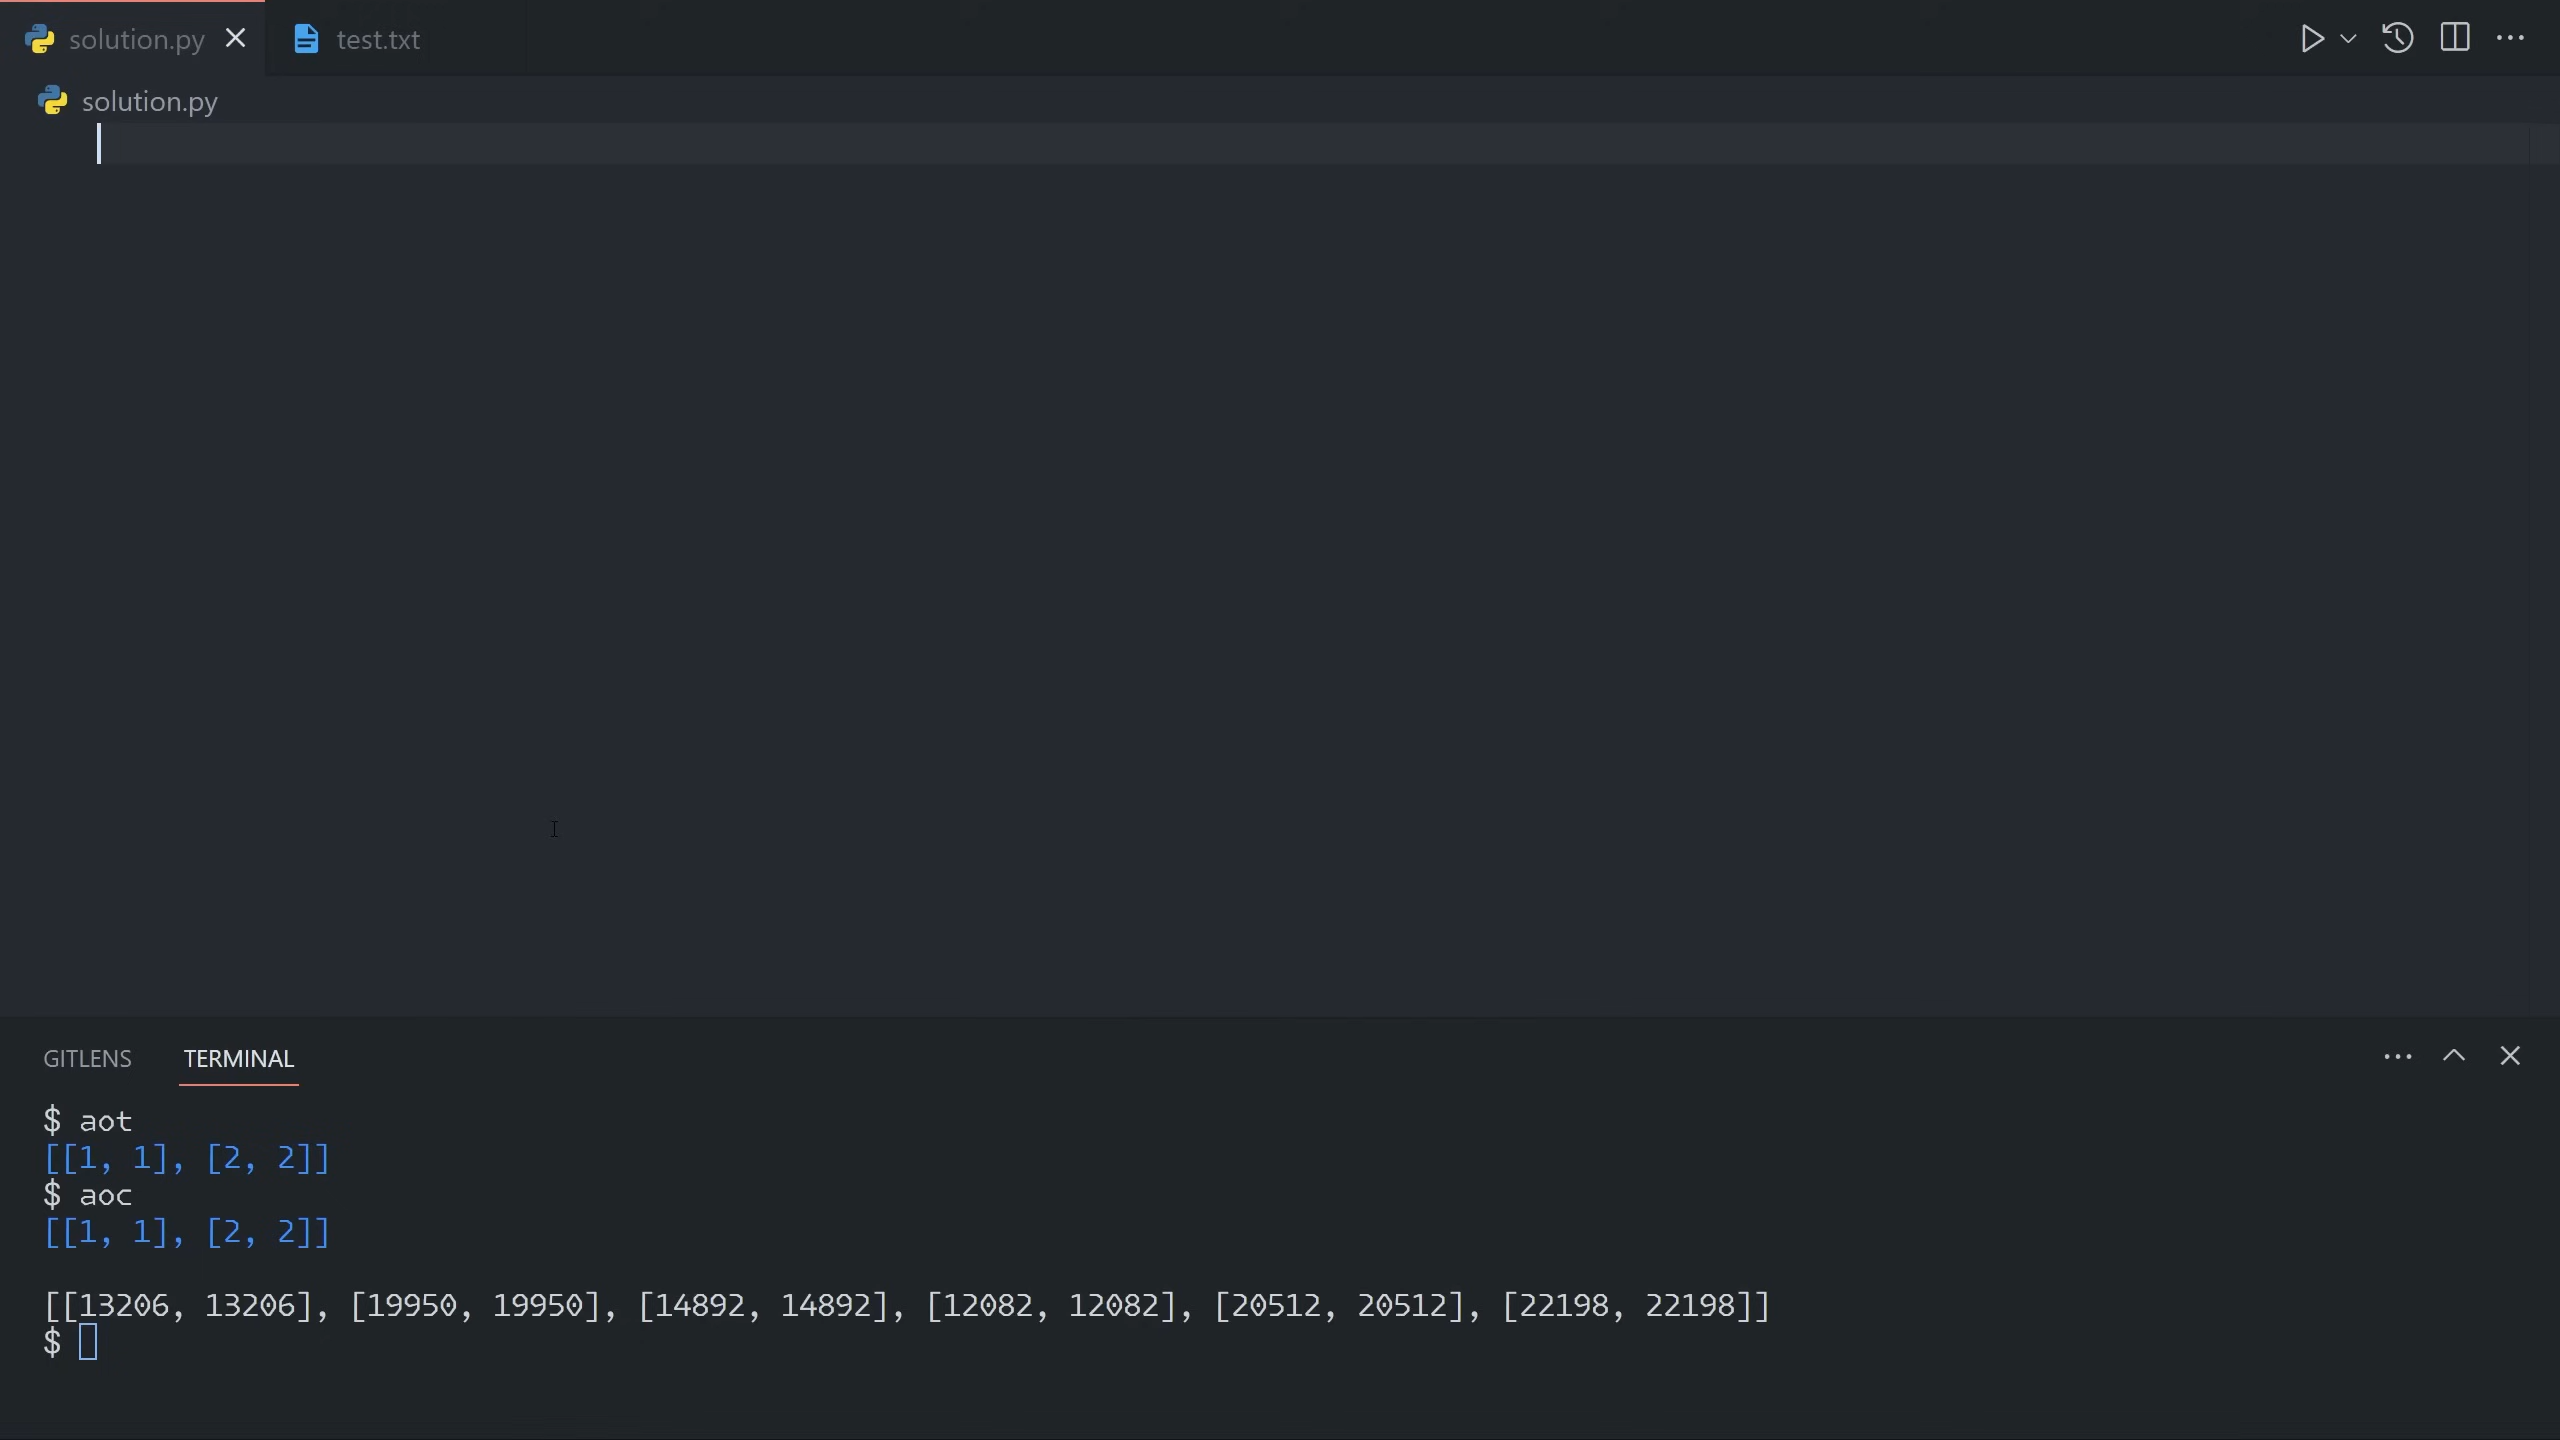 solution.py
test.txt
solution.py
GITLENS
TERMINAL
$ aot
[[1, 1], [2, 2]]
$ aoc
[[1, 1], [2, 2]]
[[13206, 13206], [19950, 19950], [14892, 14892], [12082, 12082], [20512, 20512], [22198, 22198]]
$